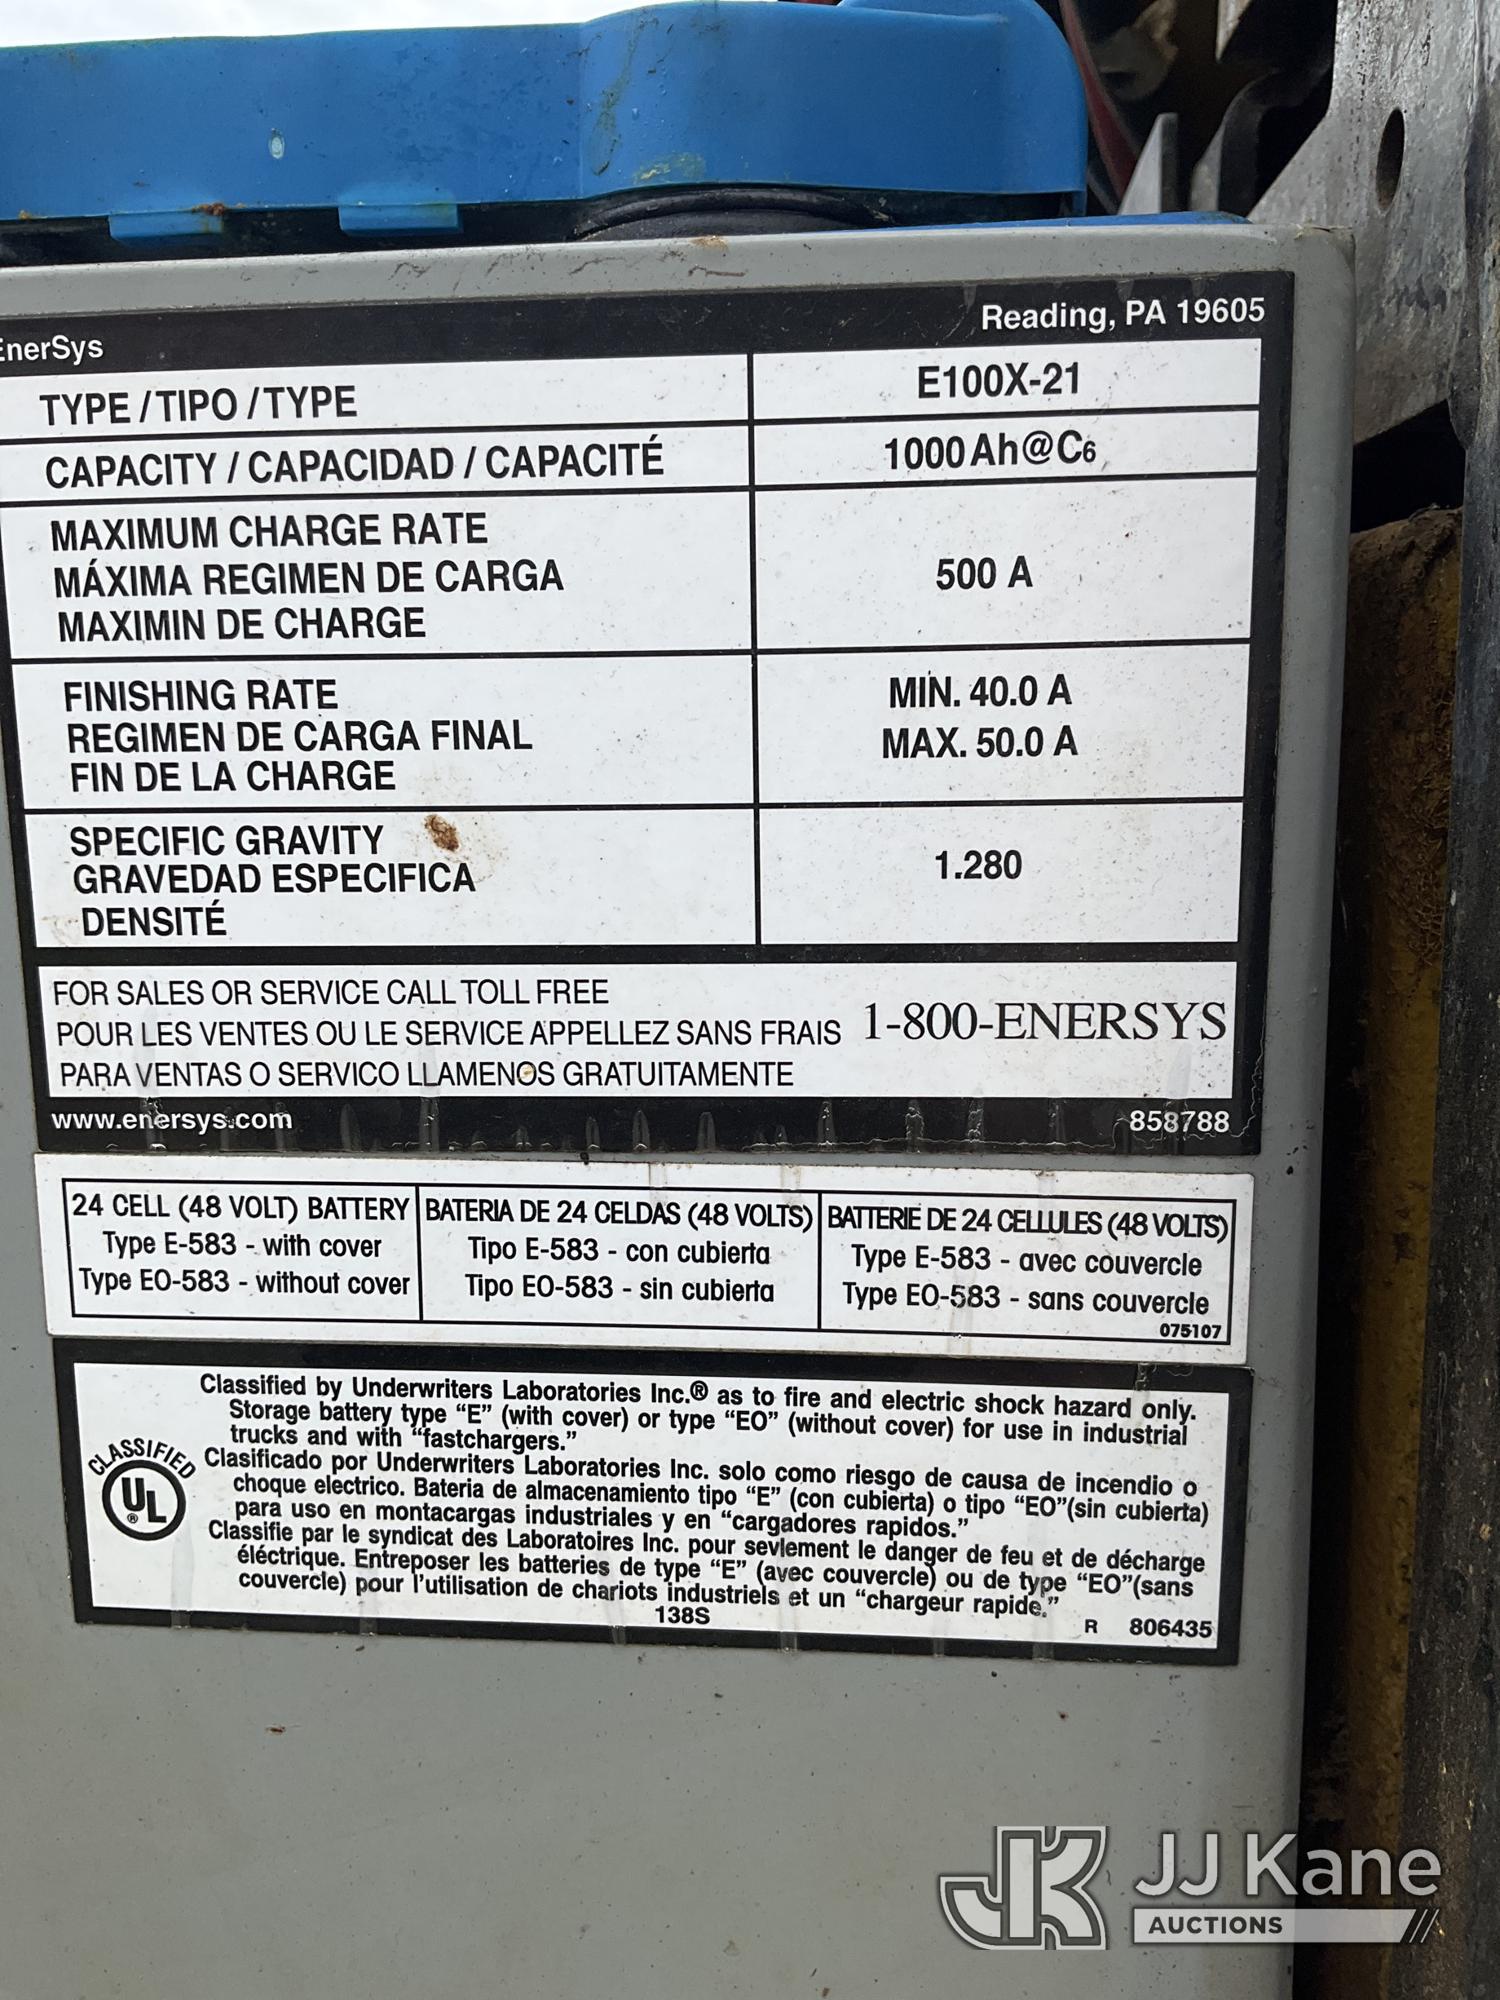 EnerSys
Reading, PA 19605
TYPE / TIPO / TYPE
E100X-21
CAPACITY / CAPACIDAD / CAPACITÉ
1000 Ah@C6
MAXIMUM CHARGE RATE
MÁXIMA REGIMEN DE CARGA
MAXIMIN DE CHARGE
500 A
FINISHING RATE
REGIMEN DE CARGA FINAL
FIN DE LA CHARGE
MIN. 40.0 A
MAX. 50.0 A
SPECIFIC GRAVITY
GRAVEDAD ESPECIFICA
DENSITÉ
1.280
FOR SALES OR SERVICE CALL TOLL FREE
POUR LES VENTES OU LE SERVICE APPELLEZ SANS FRAIS
PARA VENTAS O SERVICO LLAMENOS GRATUITAMENTE
1-800-ENERSYS
www.enersys.com
858788
24 CELL (48 VOLT) BATTERY
Type E-583 - with cover
Type EO-583 - without cover
BATERIA DE 24 CELDAS (48 VOLTS)
Tipo E-583 - con cubierta
Tipo EO-583 - sin cubierta
BATTERIE DE 24 CELLULES (48 VOLTS)
Type E-583 - avec couvercle
Type EO-583 - sans couvercle
075107
CLASSIFIED
UL®
Classified by Underwriters Laboratories Inc.® as to fire and electric shock hazard only.
Storage battery type “E” (with cover) or type “EO” (without cover) for use in industrial
trucks and with “fastchargers.”
Clasificado por Underwriters Laboratories Inc. solo como riesgo de causa de incendio o
choque electrico. Bateria de almacenamiento tipo “E” (con cubierta) o tipo “EO”(sin cubierta)
para uso en montacargas industriales y en “cargadores rapidos.”
Classifie par le syndicat des Laboratoires Inc. pour sevlement le danger de feu et de décharge
éléctrique. Entreposer les batteries de type “E” (avec couvercle) ou de type “EO”(sans
couvercle) pour l'utilisation de chariots industriels et un “chargeur rapide.”
138S
R 806435
JK JJ Kane
AUCTIONS